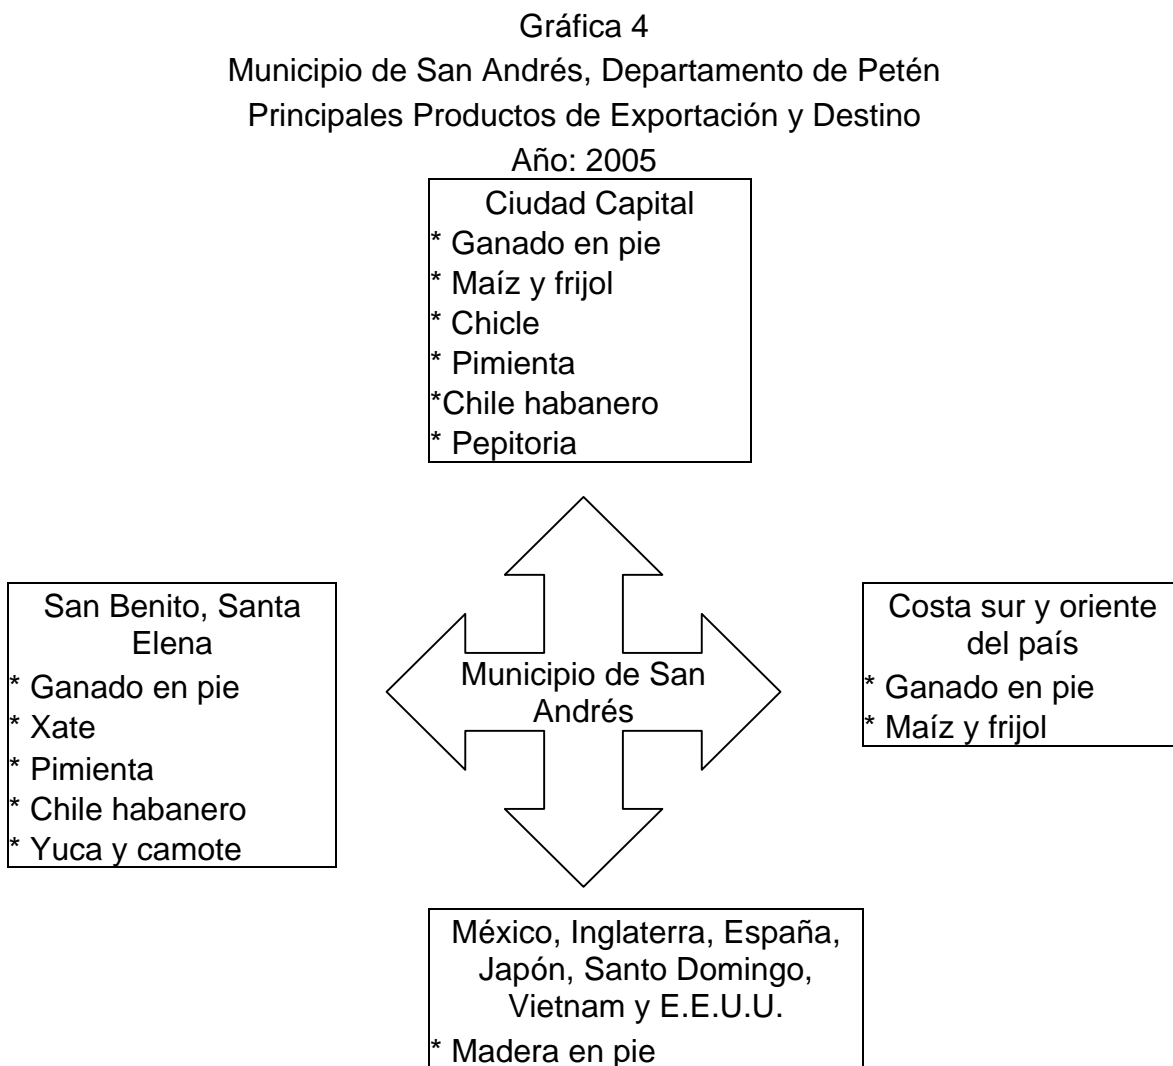 Gráfica 4
Municipio de San Andrés, Departamento de Petén
Principales Productos de Exportación y Destino
Año: 2005
Ciudad Capital
* Ganado en pie
* Maíz y frijol
* Chicle
* Pimienta
*Chile habanero
* Pepitoria
San Benito, Santa
Elena
* Ganado en pie
* Xate
* Pimienta
* Chile habanero
* Yuca y camote
Municipio de San
Andrés
Costa sur y oriente
del país
* Ganado en pie
* Maíz y frijol
México, Inglaterra, España,
Japón, Santo Domingo,
Vietnam y E.E.U.U.
* Madera en pie